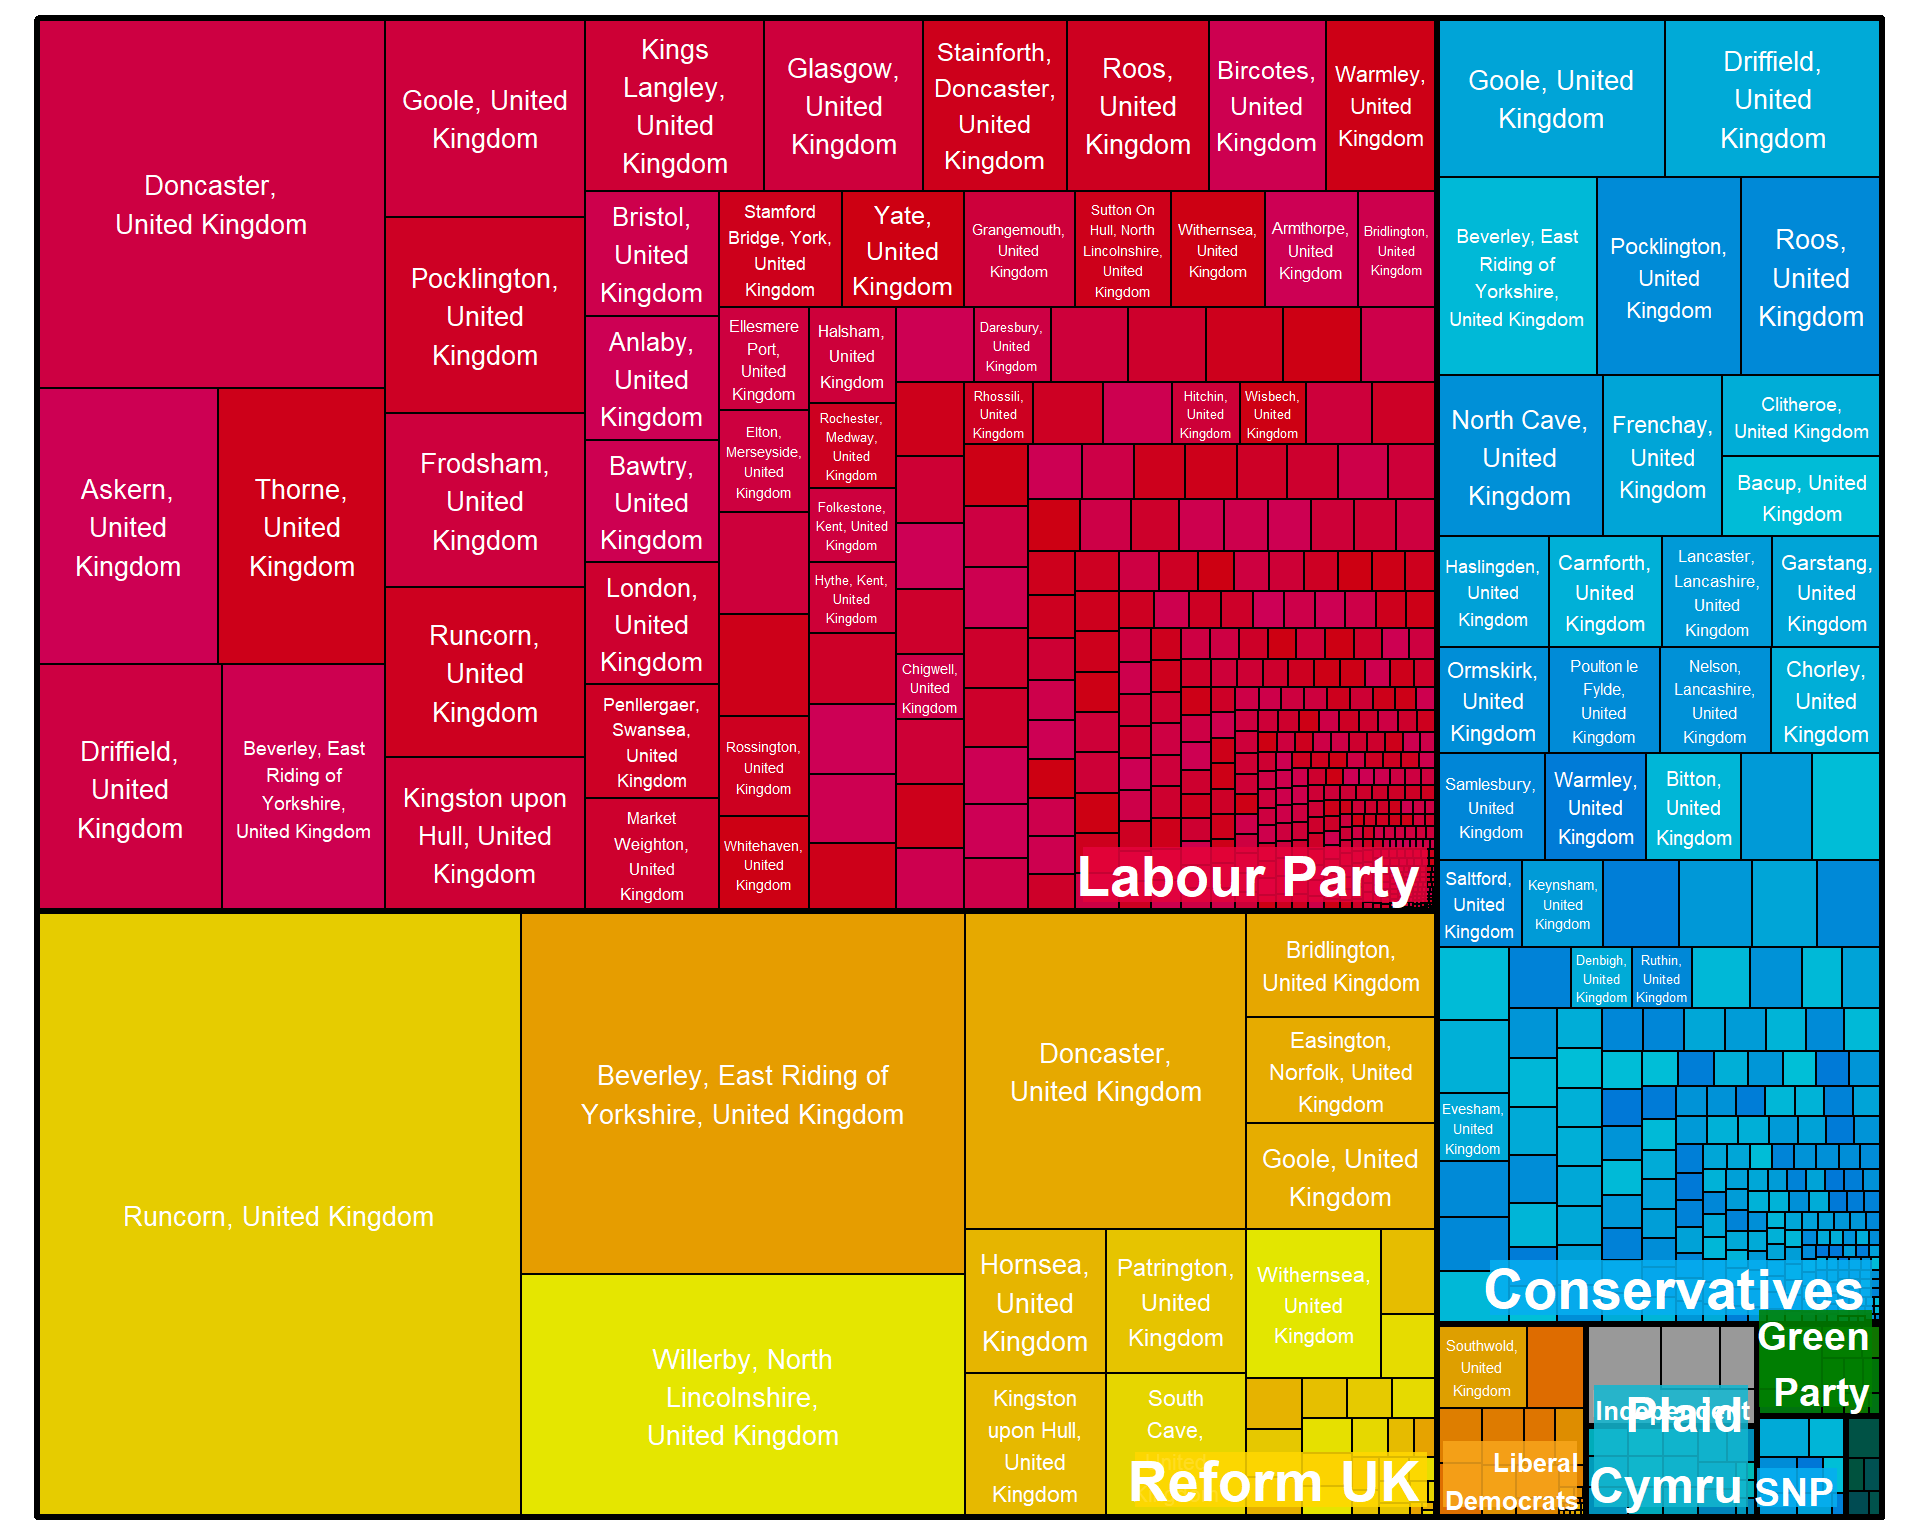 Doncaster,
United Kingdom
Goole, United
Kingdom
Kings
Langley,
United
Kingdom
Glasgow,
United
Kingdom
Stainforth,
Doncaster,
United
Kingdom
Roos,
United
Kingdom
Bircotes,
United
Kingdom
Warmley,
United
Kingdom
Pocklington,
United
Kingdom
Bristol,
United
Kingdom
Stamford
Bridge, York,
United
Kingdom
Yate,
United
Kingdom
Grangemouth,
United
Kingdom
Sutton On
Hull, North
Lincolnshire,
United
Kingdom
Withernsea,
United
Kingdom
Armthorpe,
United
Kingdom
Bridlington,
United
Kingdom
Anlaby,
United
Kingdom
Ellesmere
Port,
United
Kingdom
Halsham,
United
Kingdom
Daresbury,
United
Kingdom
Rhossili,
United
Kingdom
Hitchin,
United
Kingdom
Wisbech,
United
Kingdom
Askern,
United
Kingdom
Thorne,
United
Kingdom
Frodsham,
United
Kingdom
Bawtry,
United
Kingdom
Elton,
Merseyside,
United
Kingdom
Rochester,
Medway,
United
Kingdom
Folkestone,
Kent, United
Kingdom
Hythe, Kent,
United
Kingdom
Runcorn,
United
Kingdom
London,
United
Kingdom
Chigwell,
United
Kingdom
Driffield,
United
Kingdom
Beverley, East
Riding of
Yorkshire,
United Kingdom
Kingston upon
Hull, United
Kingdom
Penllergaer,
Swansea,
United
Kingdom
Rossington,
United
Kingdom
Market
Weighton,
United
Kingdom
Whitehaven,
United
Kingdom
Labour Party
Goole, United
Kingdom
Driffield,
United
Kingdom
Beverley, East
Riding of
Yorkshire,
United Kingdom
Pocklington,
United
Kingdom
Roos,
United
Kingdom
North Cave,
United
Kingdom
Frenchay,
United
Kingdom
Clitheroe,
United Kingdom
Bacup, United
Kingdom
Haslingden,
United
Kingdom
Carnforth,
United
Kingdom
Lancaster,
Lancashire,
United
Kingdom
Garstang,
United
Kingdom
Ormskirk,
United
Kingdom
Poulton le
Fylde,
United
Kingdom
Nelson,
Lancashire,
United
Kingdom
Chorley,
United
Kingdom
Samlesbury,
United
Kingdom
Warmley,
United
Kingdom
Bitton,
United
Kingdom
Saltford,
United
Kingdom
Keynsham,
United
Kingdom
Denbigh,
United
Kingdom
Ruthin,
United
Kingdom
Evesham,
United
Kingdom
Conservatives
Runcorn, United Kingdom
Beverley, East Riding of
Yorkshire, United Kingdom
Willerby, North
Lincolnshire,
United Kingdom
Doncaster,
United Kingdom
Bridlington,
United Kingdom
Easington,
Norfolk, United
Kingdom
Goole, United
Kingdom
Hornsea,
United
Kingdom
Patrington,
United
Kingdom
Withernsea,
United
Kingdom
Kingston
upon Hull,
United
Kingdom
South
Cave,
Reform UK
Southwold,
United
Kingdom
Liberal
Democrats
Independent
Plaid
Cymru
Green
Party
SNP